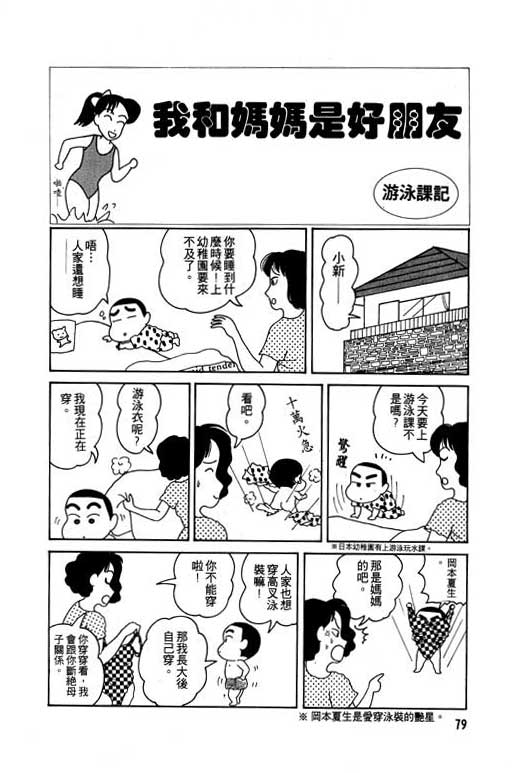 我和媽媽是好朋友
游泳課記
啪噠
小新
你要睡到什
麼時候！上
幼稚園要來
不及了。
唔…
人家還想睡
今天要上
游泳課不
是嗎？
驚醒
※日本幼稚園有上游泳玩水課。
十萬火急
看吧。
游泳衣呢？
我現在正在
穿。
岡本夏生。
那是媽媽
的吧。
人家也想
穿高叉泳
裝嘛！
你不能穿
啦！
那我長大後
自己穿。
你穿穿看，我
會跟你斷絕母
子關係。
※ 岡本夏生是愛穿泳裝的艷星。
79